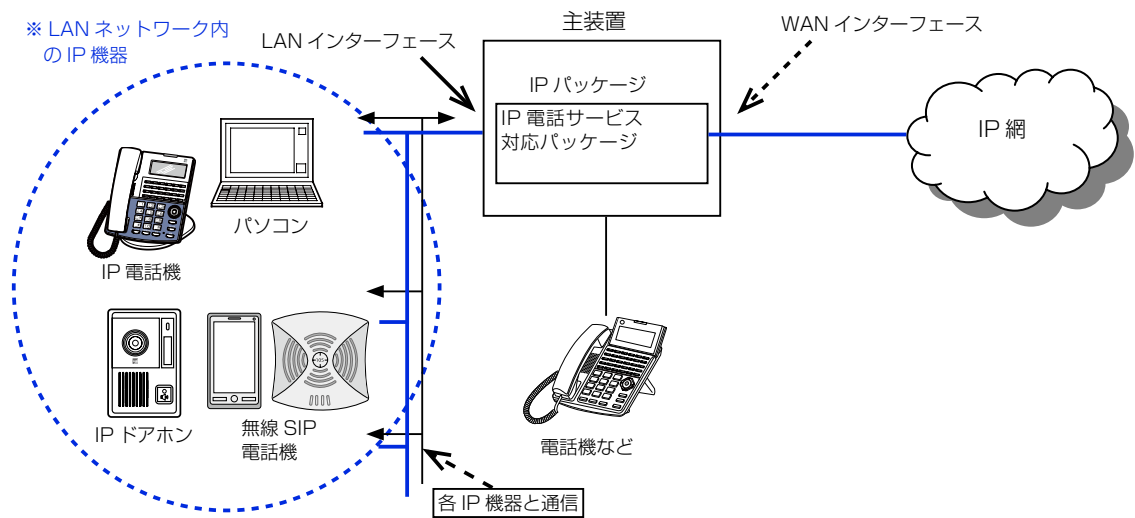 ※ LAN ネットワーク内
の IP 機器
LAN インターフェース
主装置
WAN インターフェース
IP パッケージ
IP 電話サービス
対応パッケージ
IP 網
パソコン
IP 電話機
IP ドアホン
無線 SIP
電話機
電話機など
各 IP 機器と通信